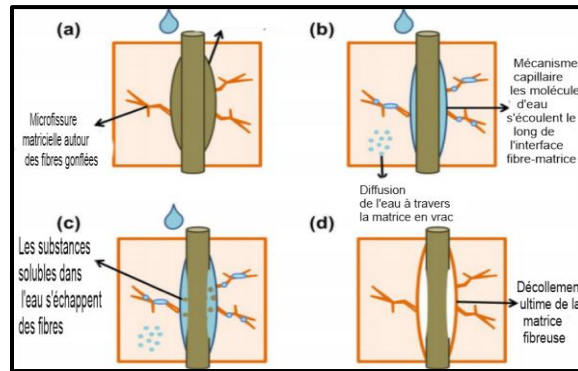 (a)
(b)
Microfissure
matricielle autour
des fibres gonflées
Mécanisme
capillaire
les molécule
d'eau
s'écoulent le
long de
l'interface
fibre-matrice
Diffusion
de l'eau à travers
la matrice en vrac
(c)
(d)
Les substances
solubles dans
l'eau s'échappent
des fibres
Décollement
ultime de la
matrice
fibreuse